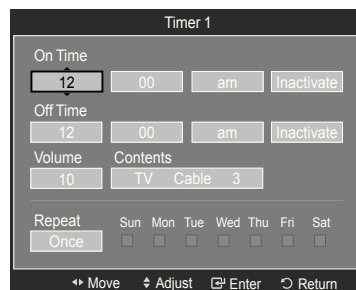 Timer 1
On Time
12 00 am Inactivate
Off Time
12 00 am Inactivate
Volume Contents
10 TV Cable 3
Repeat Sun Mon Tue Wed Thu Fri Sat
Once
Move Adjust Enter Return